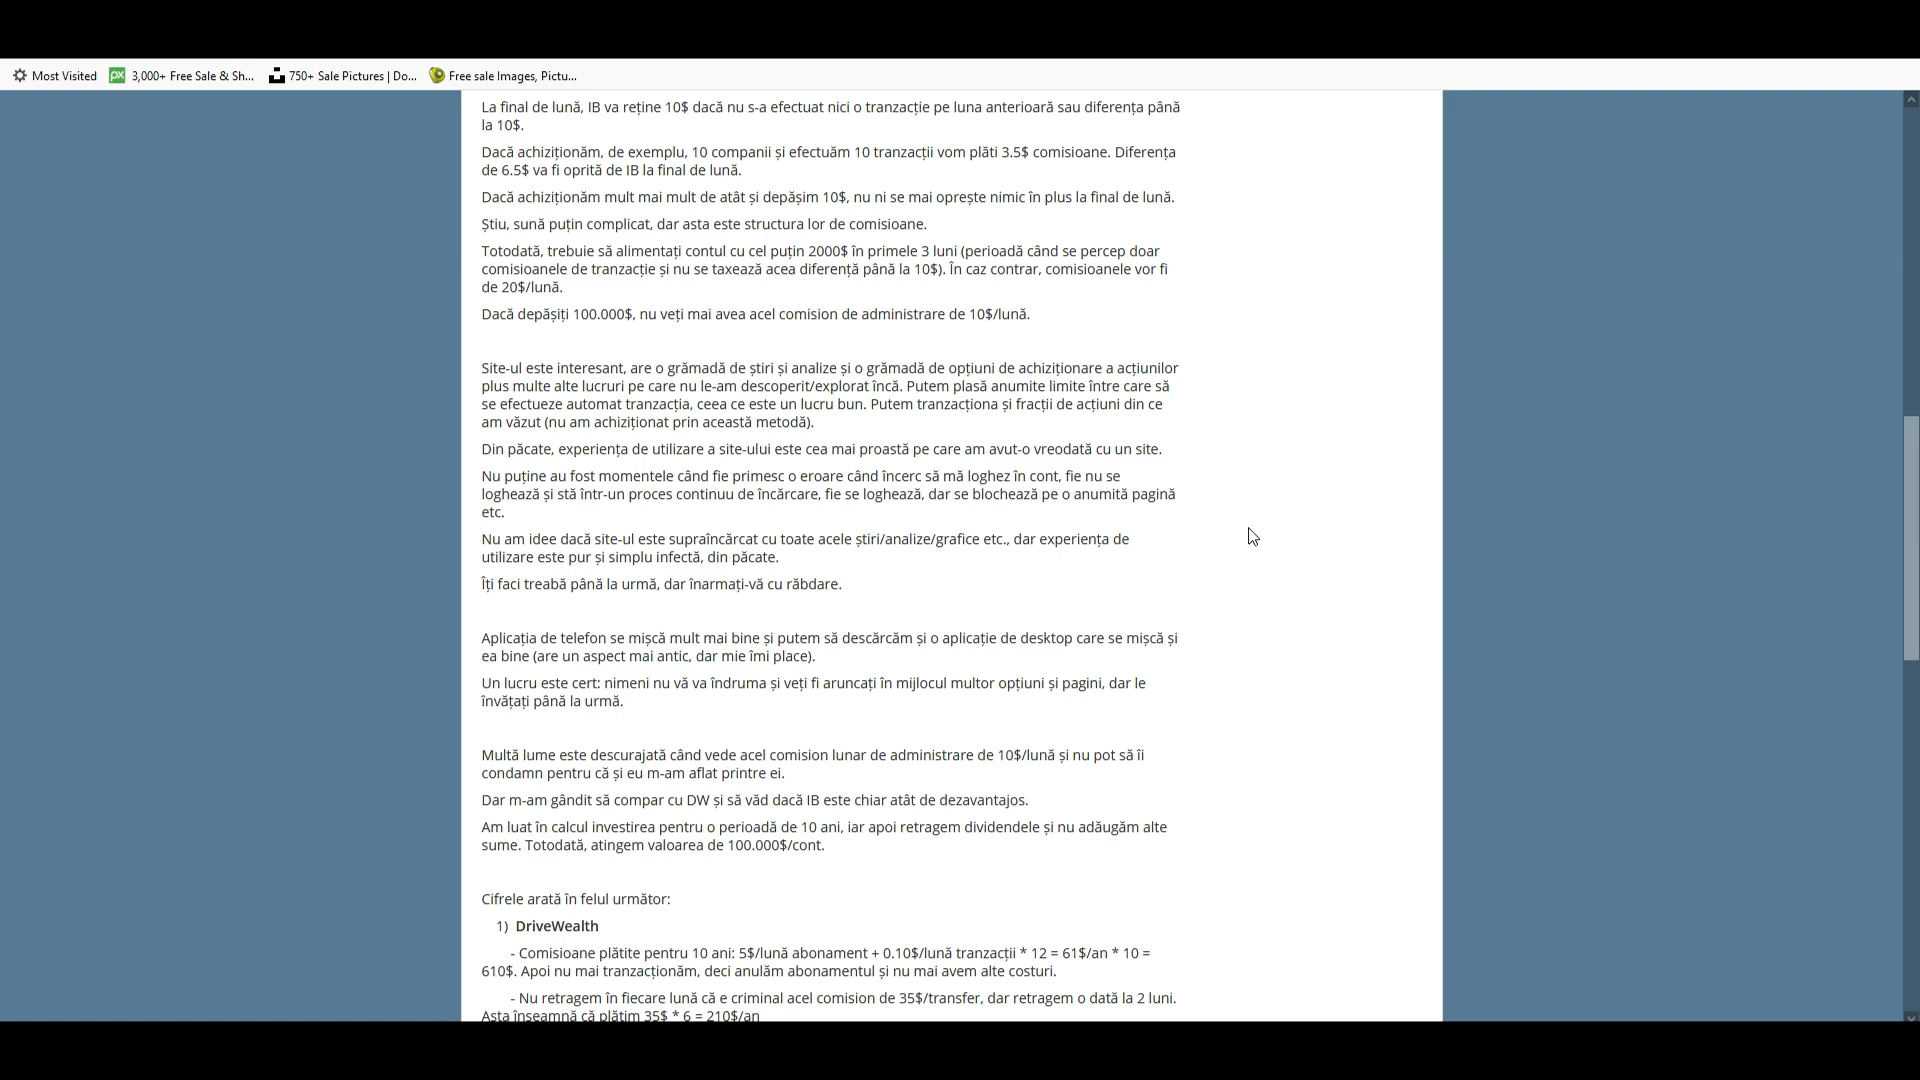 Most Visited
3,000+ Free Sale & Sh...
750+ Sale Pictures | Do...
Free sale Images, Pictu...
La final de lună, IB va reține 10$ dacă nu s-a efectuat nici o tranzacție pe luna anterioară sau diferența până
la 10$.
Dacă achiziționăm, de exemplu, 10 companii și efectuăm 10 tranzacții vom plăti 3.5$ comisioane. Diferența
de 6.5$ va fi oprită de IB la final de lună.
Dacă achiziționăm mult mai mult de atât și depășim 10$, nu ni se mai oprește nimic în plus la final de lună.
Știu, sună puțin complicat, dar asta este structura lor de comisioane.
Totodată, trebuie să alimentați contul cu cel puțin 2000$ în primele 3 luni (perioadă când se percep doar
comisioanele de tranzacție și nu se taxează acea diferență până la 10$). În caz contrar, comisioanele vor fi
de 20$/lună.
Dacă depășiți 100.000$, nu veți mai avea acel comision de administrare de 10$/lună.
Site-ul este interesant, are o grămadă de știri și analize și o grămadă de opțiuni de achiziționare a acțiunilor
plus multe alte lucruri pe care nu le-am descoperit/explorat încă. Putem plasă anumite limite între care să
se efectueze automat tranzacția, ceea ce este un lucru bun. Putem tranzacționa și fracții de acțiuni din ce
am văzut (nu am achiziționat prin această metodă).
Din păcate, experiența de utilizare a site-ului este cea mai proastă pe care am avut-o vreodată cu un site.
Nu puține au fost momentele când fie primesc o eroare când încerc să mă loghez în cont, fie nu se
loghează și stă într-un proces continuu de încărcare, fie se loghează, dar se blochează pe o anumită pagină
etc.
Nu am idee dacă site-ul este supraîncărcat cu toate acele știri/analize/grafice etc., dar experiența de
utilizare este pur și simplu infectă, din păcate.
Îți faci treabă până la urmă, dar înarmați-vă cu răbdare.
Aplicația de telefon se mișcă mult mai bine și putem să descărcăm și o aplicație de desktop care se mișcă și
ea bine (are un aspect mai antic, dar mie îmi place).
Un lucru este cert: nimeni nu vă va îndruma și veți fi aruncați în mijlocul multor opțiuni și pagini, dar le
învățați până la urmă.
Multă lume este descurajată când vede acel comision lunar de administrare de 10$/lună și nu pot să îi
condamn pentru că și eu m-am aflat printre ei.
Dar m-am gândit să compar cu DW și să văd dacă IB este chiar atât de dezavantajos.
Am luat în calcul investirea pentru o perioadă de 10 ani, iar apoi retragem dividendele și nu adăugăm alte
sume. Totodată, atingem valoarea de 100.000$/cont.
Cifrele arată în felul următor:
1) DriveWealth
- Comisioane plătite pentru 10 ani: 5$/lună abonament + 0.10$/lună tranzacții * 12 = 61$/an * 10 =
610$. Apoi nu mai tranzacționăm, deci anulăm abonamentul și nu mai avem alte costuri.
- Nu retragem în fiecare lună că e criminal acel comision de 35$/transfer, dar retragem o dată la 2 luni.
Asta înseamnă că plătim 35$ * 6 = 210$/an